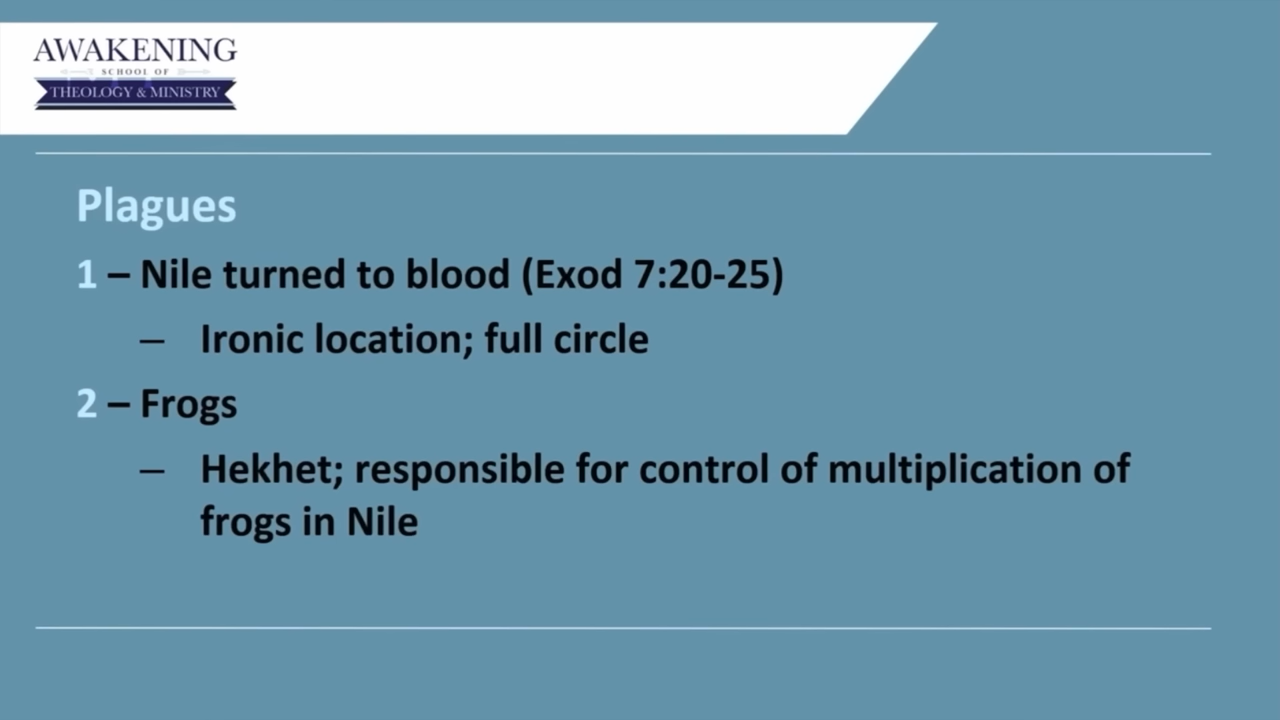 AWAKENING
SCHOOL OF
THEOLOGY & MINISTRY
Plagues
1 – Nile turned to blood (Exod 7:20-25)
– Ironic location; full circle
2 – Frogs
– Hekhet; responsible for control of multiplication of
frogs in Nile